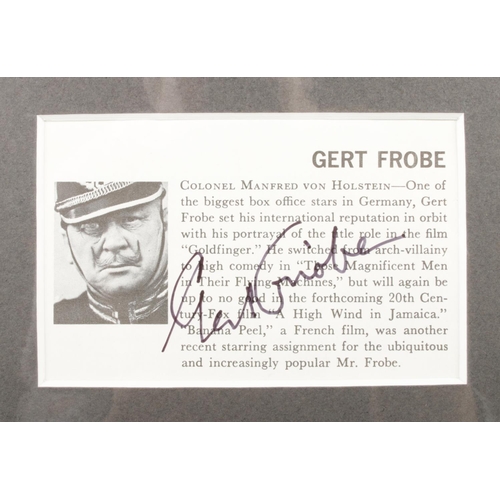 GERT FROBE
COLONEL MANFRED VON HOLSTEIN—One of
the biggest box office stars in Germany, Gert
Frobe set his international reputation in orbit
with his portrayal of the title role in the film
"Goldfinger." He switched from arch-villainy
to high comedy in "Those Magnificent Men
in Their Flying Machines," but will again be
up to no good in the forthcoming 20th Cen-
tury-Fox film "A High Wind in Jamaica."
"Banana Peel," a French film, was another
recent starring assignment for the ubiquitous
and increasingly popular Mr. Frobe.
Gert Fröbe